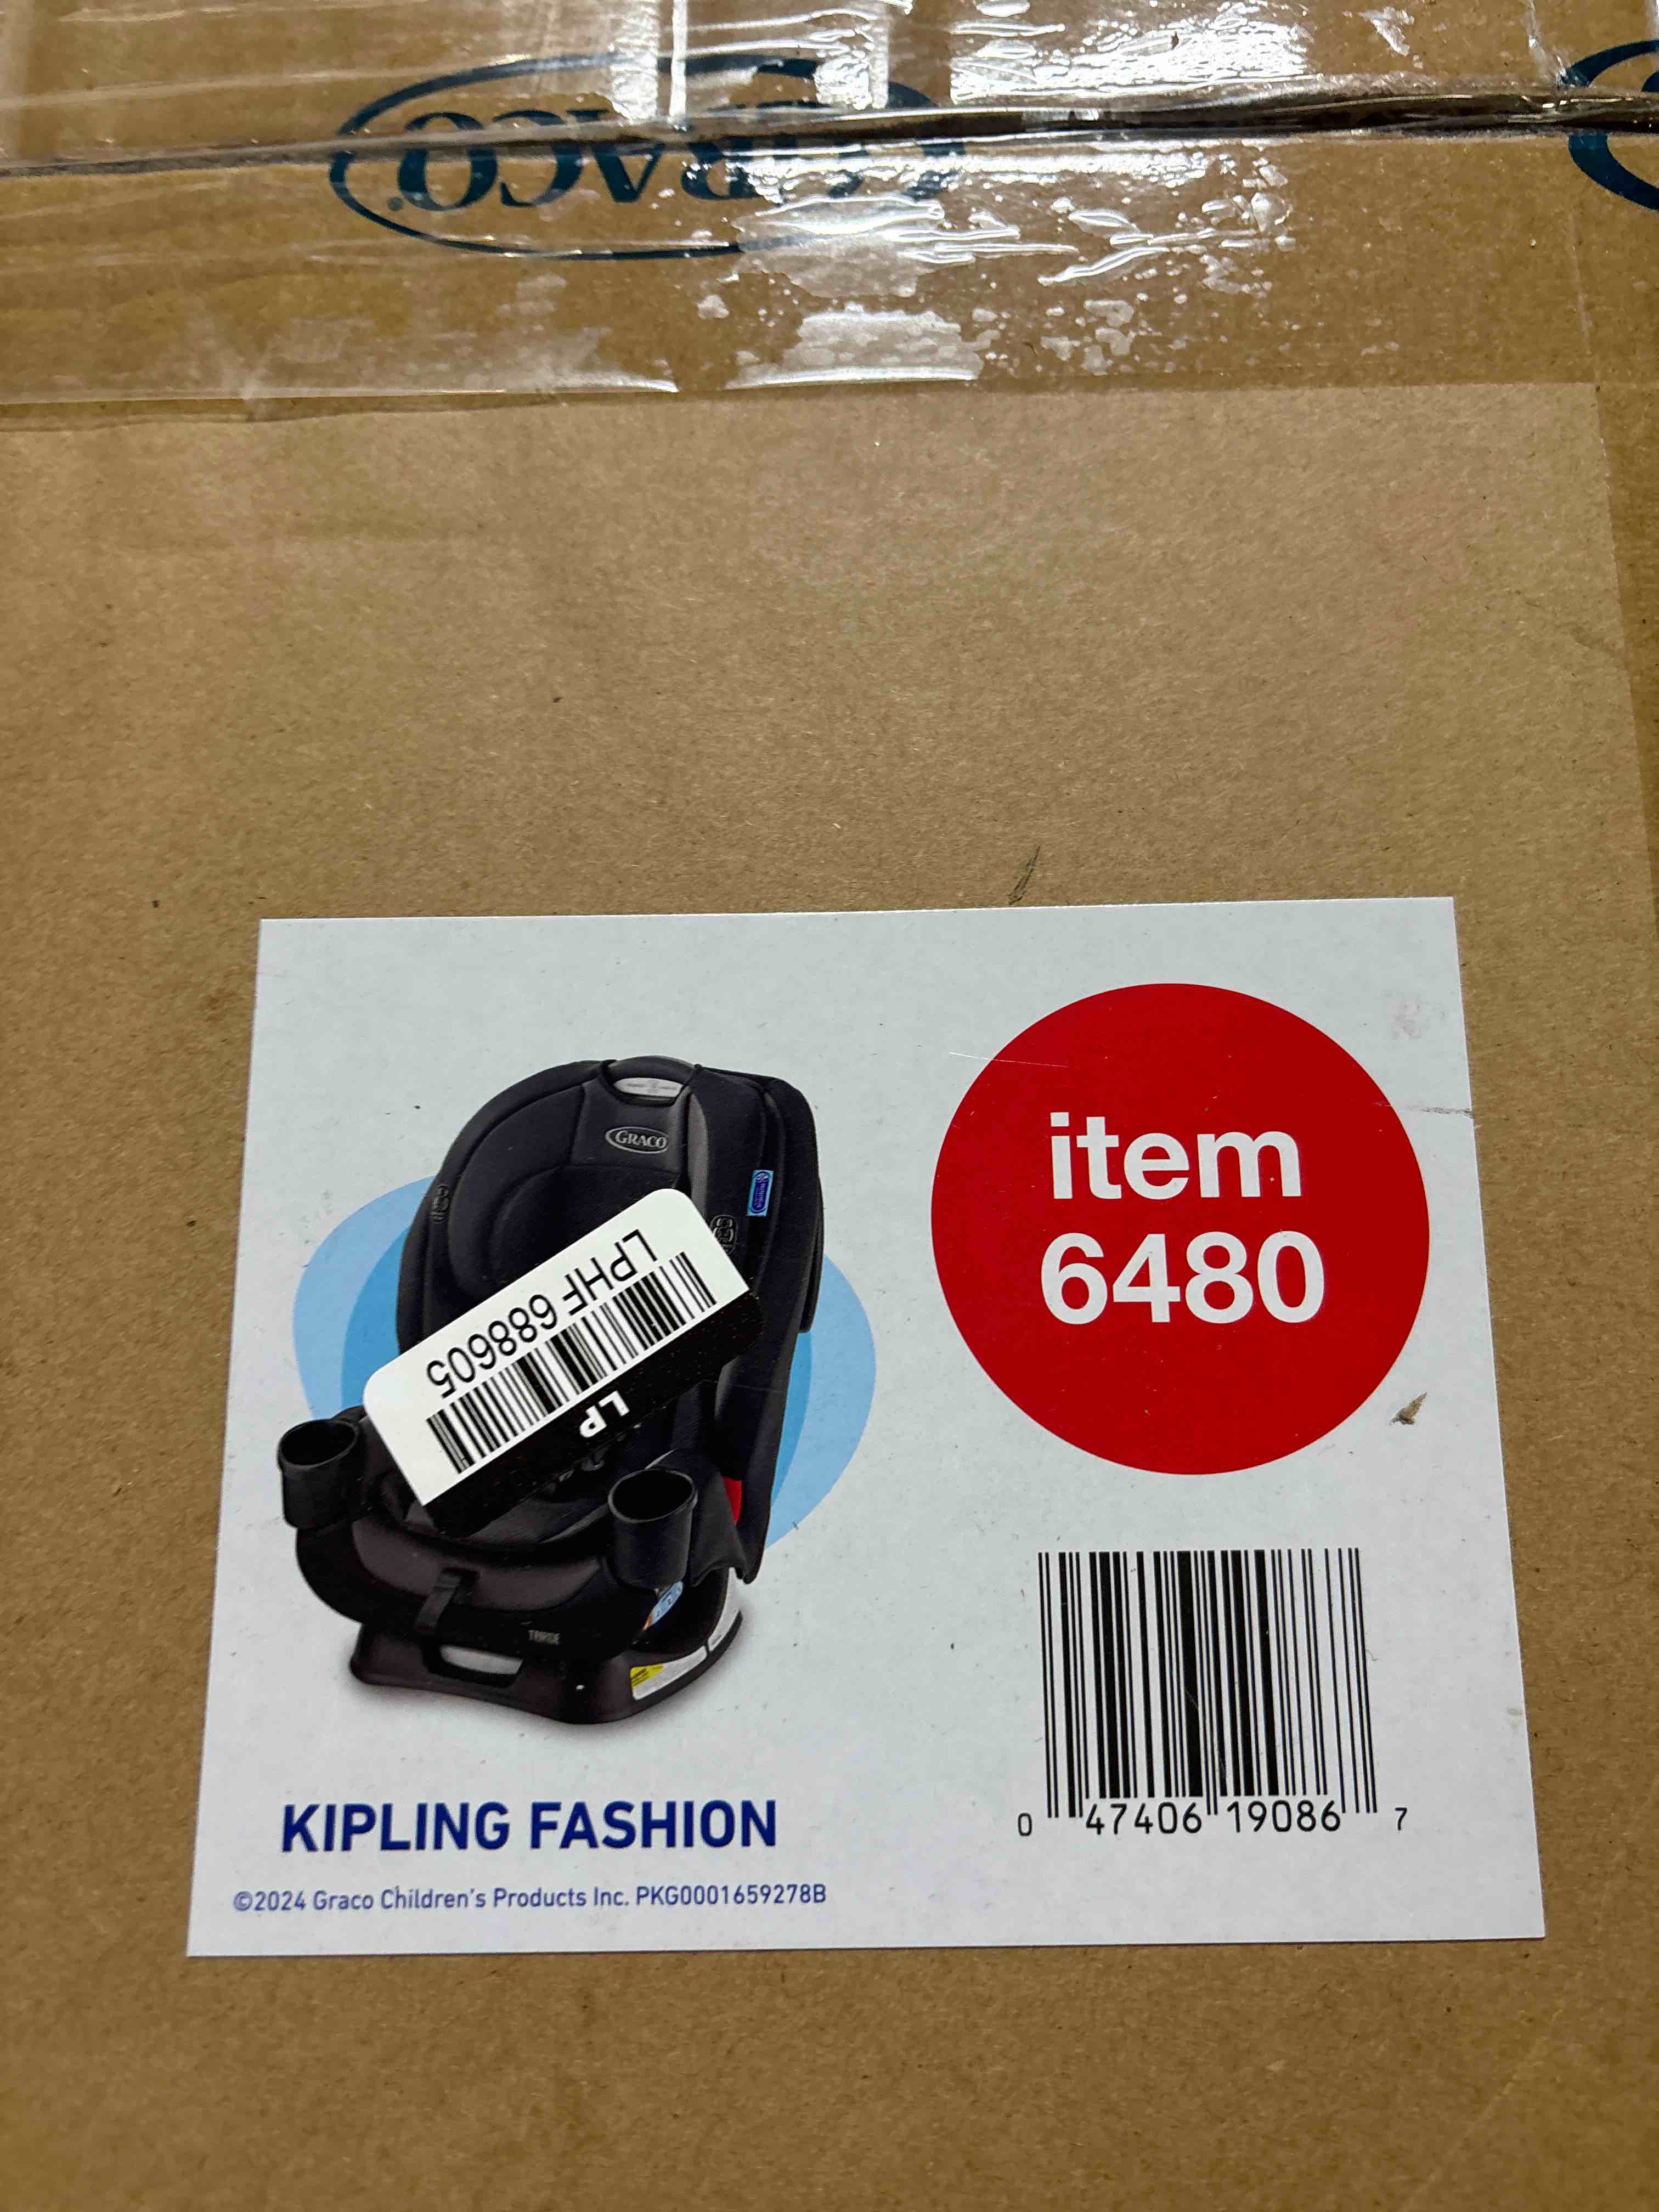 GRACO®
GRACO
LPHF688605
LP
item
6480
KIPLING FASHION
0 47406 19086 7
©2024 Graco Children's Products Inc. PKG0001659278B